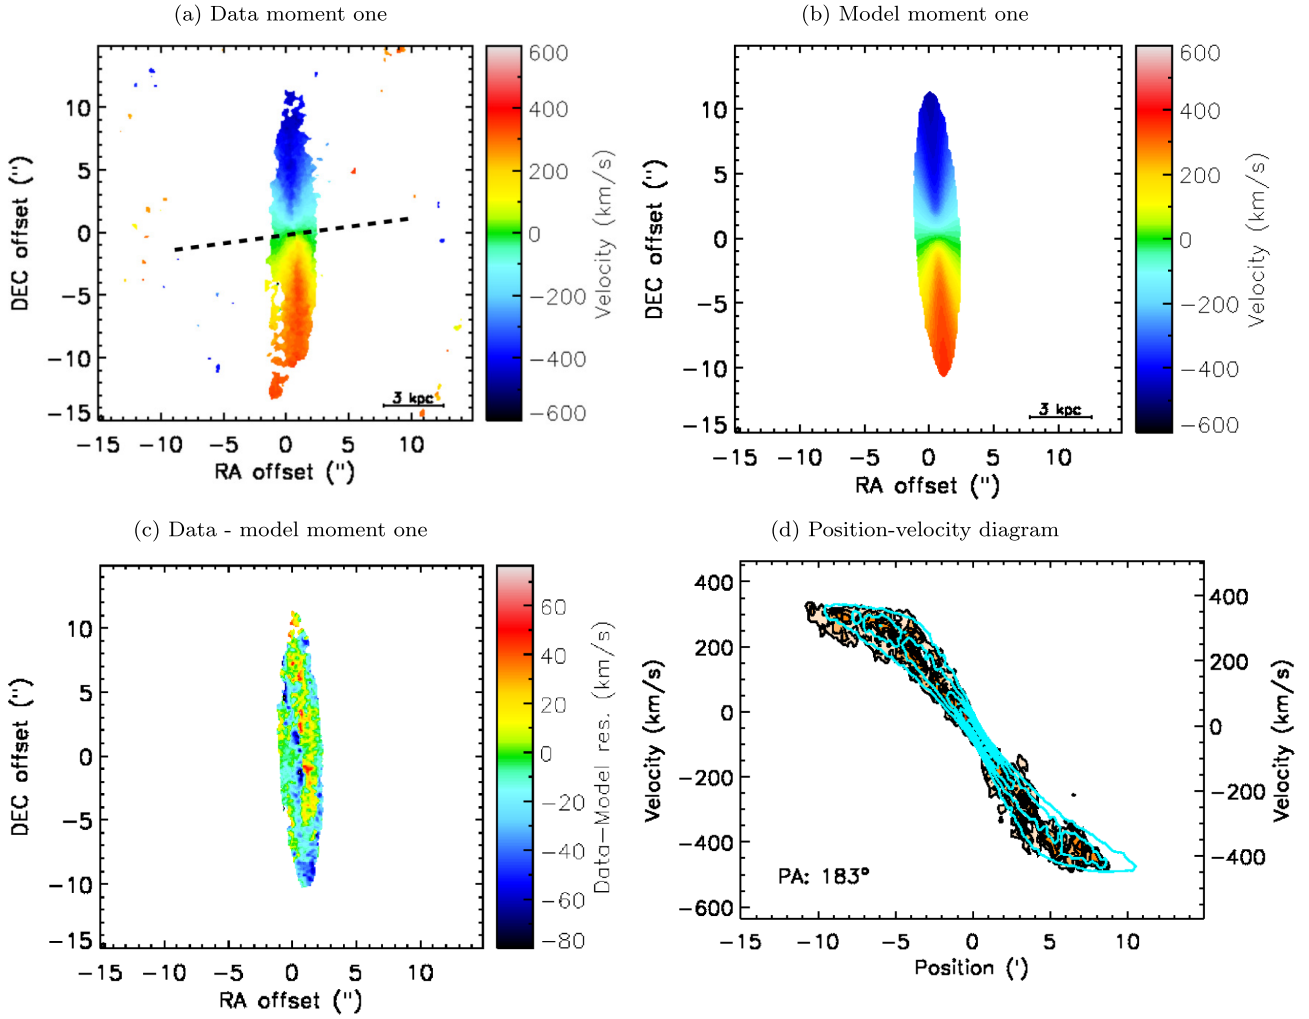 (a) Data moment one
(b) Model moment one
10
5
0
−5
−10
−15
DEC offset (")
−15 −10 −5 0 5 10
RA offset (")
3 kpc
600
400
200
0
−200
−400
−600
Velocity (km/s)
10
5
0
−5
−10
−15
DEC offset (")
−15 −10 −5 0 5 10
RA offset (")
3 kpc
600
400
200
0
−200
−400
−600
Velocity (km/s)
(c) Data - model moment one
(d) Position-velocity diagram
10
5
0
−5
−10
−15
DEC offset (")
−15 −10 −5 0 5 10
RA offset (")
60
40
20
0
−20
−40
−60
−80
Data−Model res. (km/s)
400
200
0
−200
−400
−600
Velocity (km/s)
PA: 183°
−15 −10 −5 0 5 10
Position (')
400
200
0
−200
−400
Velocity (km/s)